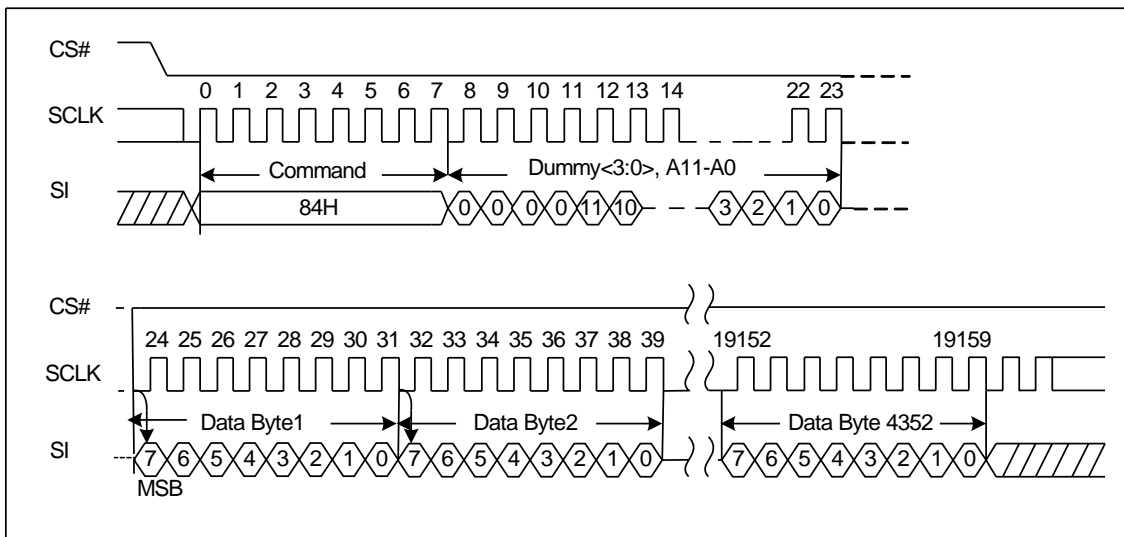 CS#
0 1 2 3 4 5 6 7 8 9 10 11 12 13 14 22 23
SCLK
Command Dummy<3:0>, A11-A0
SI
84H 0 0 0 0 11 10 3 2 1 0
CS#
24 25 26 27 28 29 30 31 32 33 34 35 36 37 38 39 19152 19159
SCLK
Data Byte1 Data Byte2 Data Byte 4352
SI
7 6 5 4 3 2 1 0 7 6 5 4 3 2 1 0 7 6 5 4 3 2 1 0
MSB